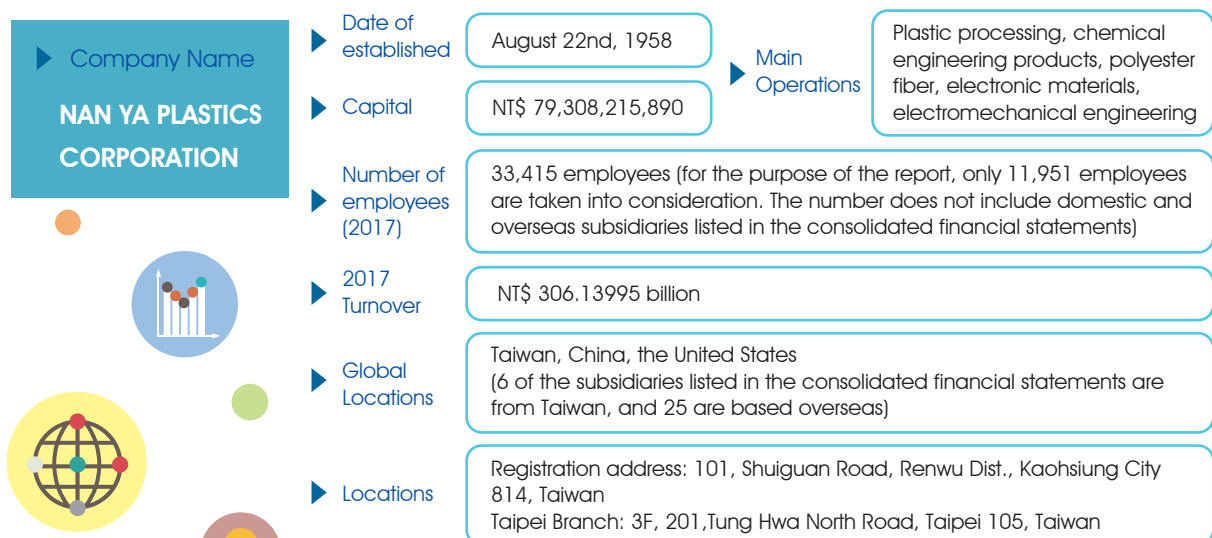 Company Name
NAN YA PLASTICS
CORPORATION
Date of
established
August 22nd, 1958
Capital
NT$ 79,308,215,890
Main
Operations
Plastic processing, chemical
engineering products, polyester
fiber, electronic materials,
electromechanical engineering
Number of
employees
(2017)
33,415 employees (for the purpose of the report, only 11,951 employees
are taken into consideration. The number does not include domestic and
overseas subsidiaries listed in the consolidated financial statements)
2017
Turnover
NT$ 306.13995 billion
Global
Locations
Taiwan, China, the United States
(6 of the subsidiaries listed in the consolidated financial statements are
from Taiwan, and 25 are based overseas)
Locations
Registration address: 101, Shuiguan Road, Renwu Dist., Kaohsiung City
814, Taiwan
Taipei Branch: 3F, 201,Tung Hwa North Road, Taipei 105, Taiwan